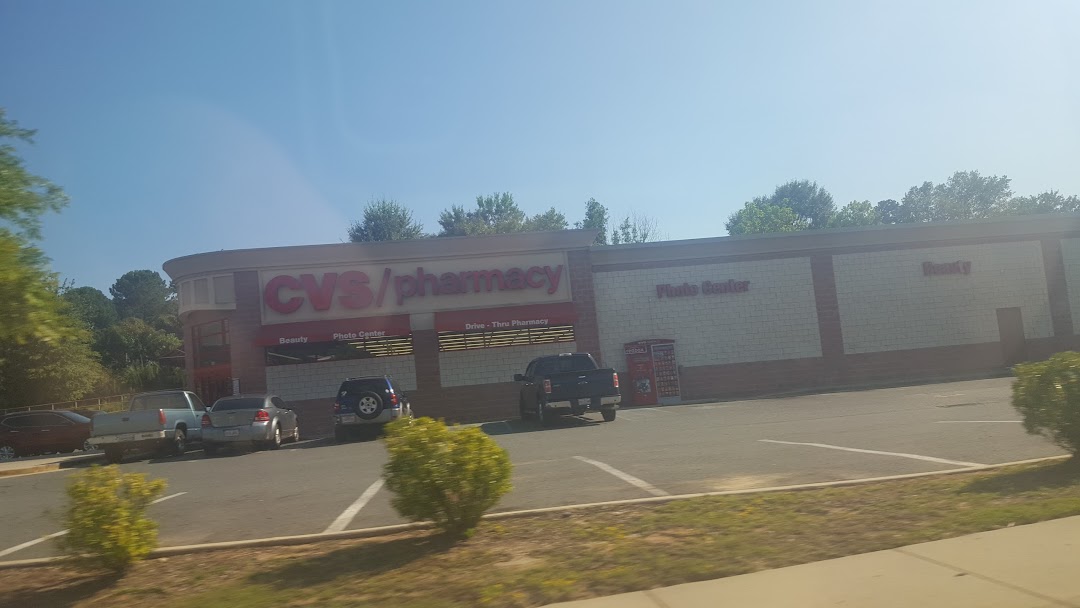 CVS/pharmacy
Beauty
Photo Center
Drive - Thru Pharmacy
Photo Center
Beauty